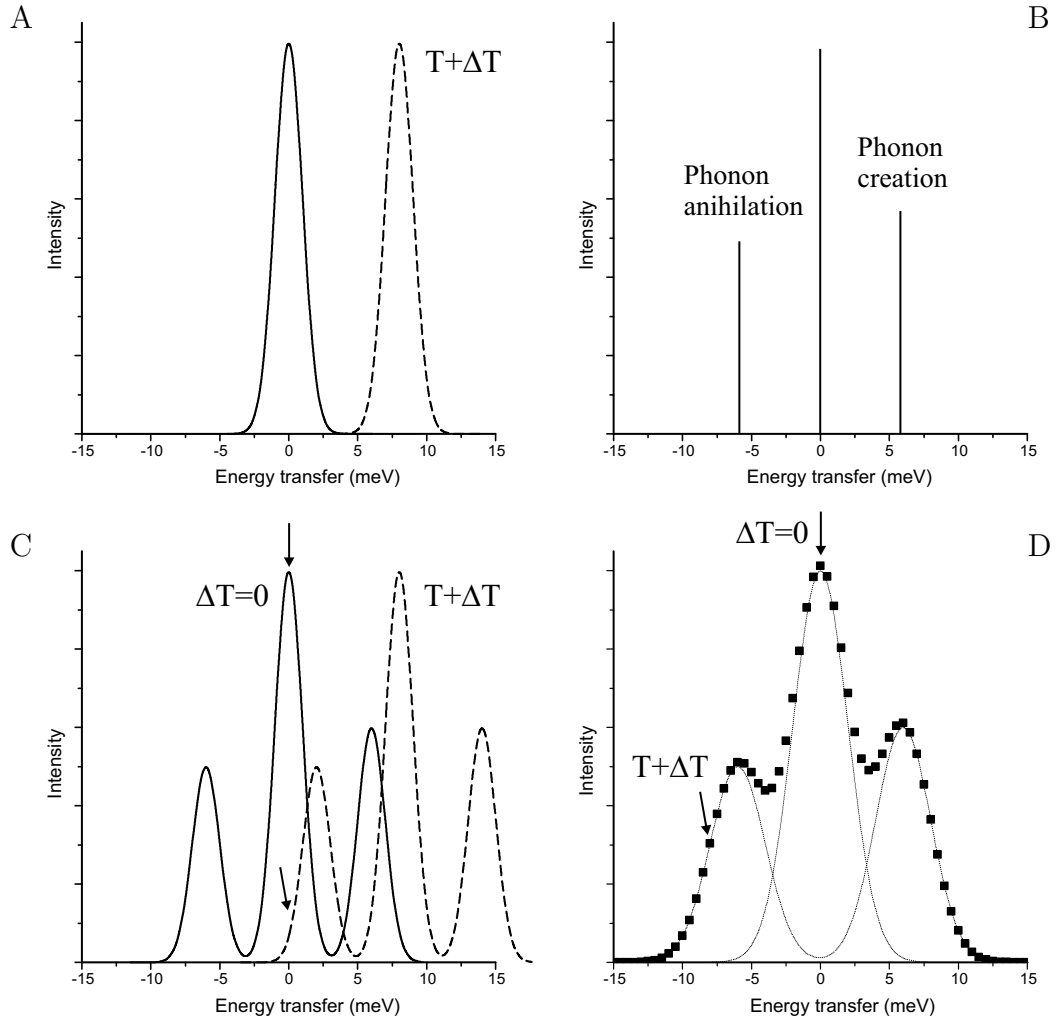 A
T+ΔT
Intensity
-15 -10 -5 0 5 10 15
Energy transfer (meV)
B
Phonon
anihilation
Phonon
creation
Intensity
-15 -10 -5 0 5 10 15
Energy transfer (meV)
C
ΔT=0
T+ΔT
Intensity
-15 -10 -5 0 5 10 15
Energy transfer (meV)
D
ΔT=0
T+ΔT
Intensity
-15 -10 -5 0 5 10 15
Energy transfer (meV)